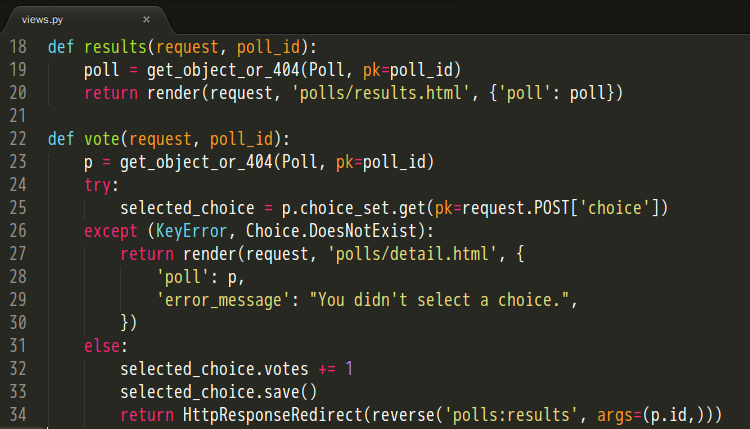 views.py ×
18 def results(request, poll_id):
19     poll = get_object_or_404(Poll, pk=poll_id)
20     return render(request, 'polls/results.html', {'poll': poll})
21
22 def vote(request, poll_id):
23     p = get_object_or_404(Poll, pk=poll_id)
24     try:
25         selected_choice = p.choice_set.get(pk=request.POST['choice'])
26     except (KeyError, Choice.DoesNotExist):
27         return render(request, 'polls/detail.html', {
28             'poll': p,
29             'error_message': "You didn't select a choice.",
30         })
31     else:
32         selected_choice.votes += 1
33         selected_choice.save()
34         return HttpResponseRedirect(reverse('polls:results', args=(p.id,)))